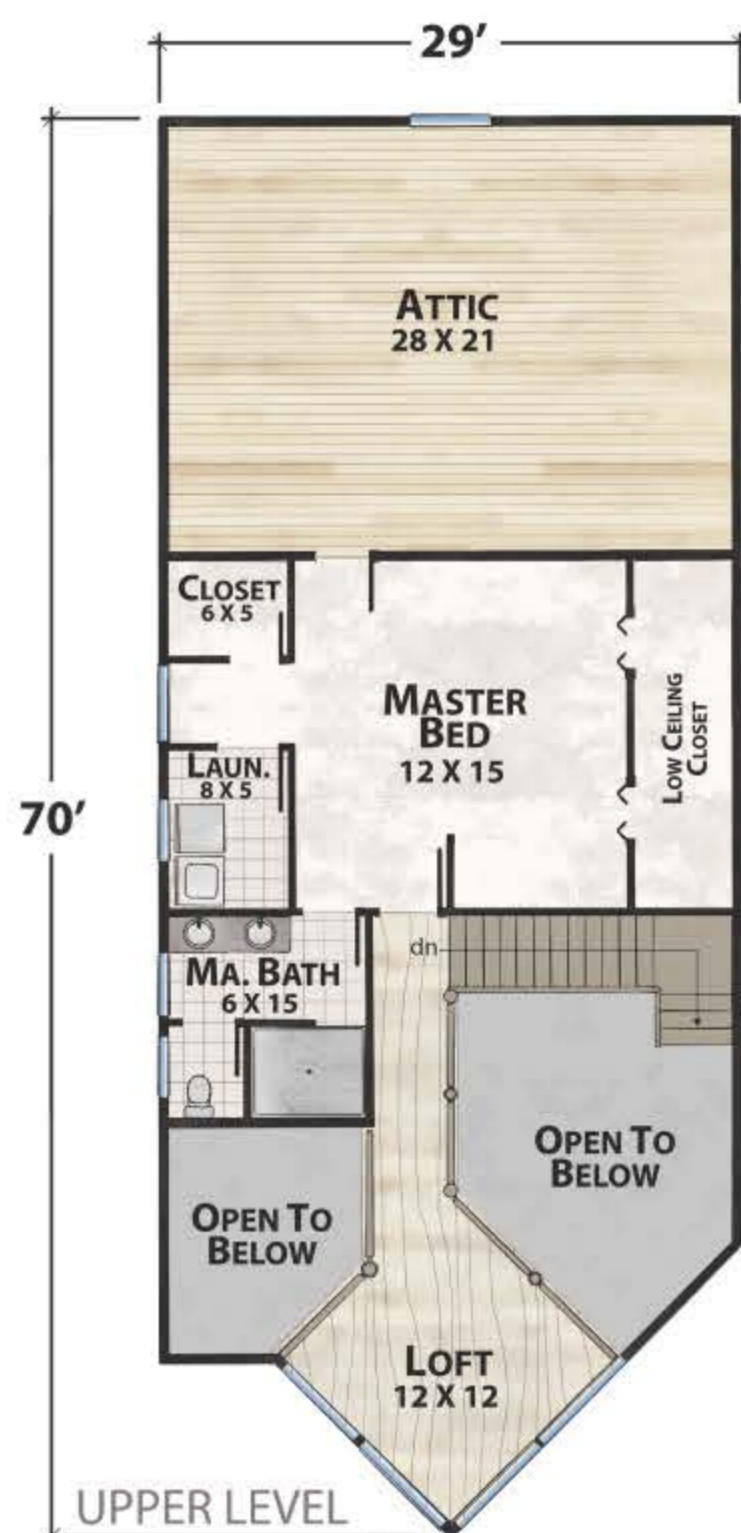 29’
ATTIC
28 X 21
CLOSET
6 X 5
MASTER
BED
12 X 15
LOW CEILING
CLOSET
LAUN.
8 X 5
70’
dn
MA. BATH
6 X 15
OPEN TO
BELOW
OPEN TO
BELOW
LOFT
12 X 12
UPPER LEVEL